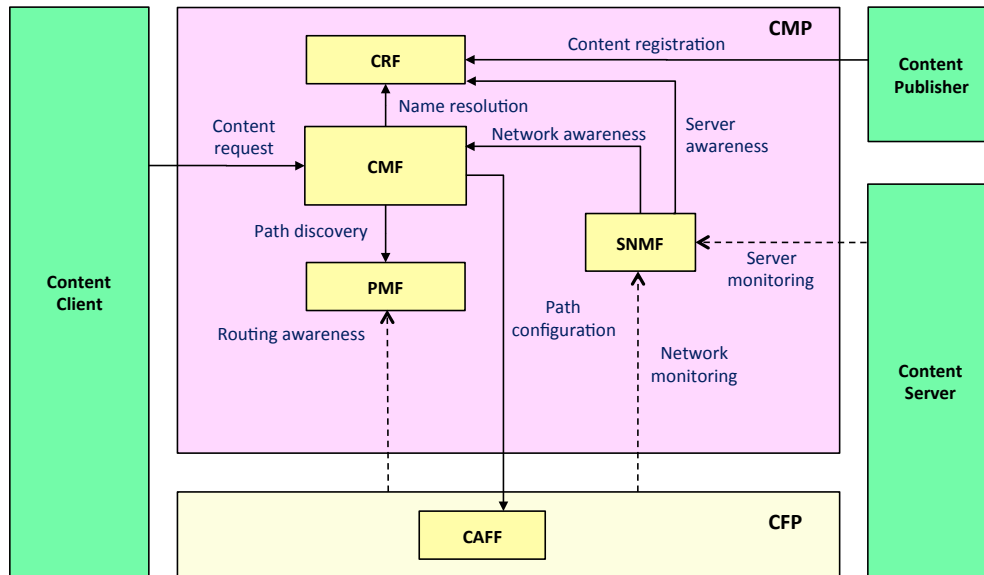 CMP
CRF
Content registration
Content
Publisher
Name resolution
Content
request
Network awareness
Server
awareness
CMF
Path discovery
SNMF
Server
monitoring
Content
Client
PMF
Path
configuration
Routing awareness
Network
monitoring
Content
Server
CFP
CAFF